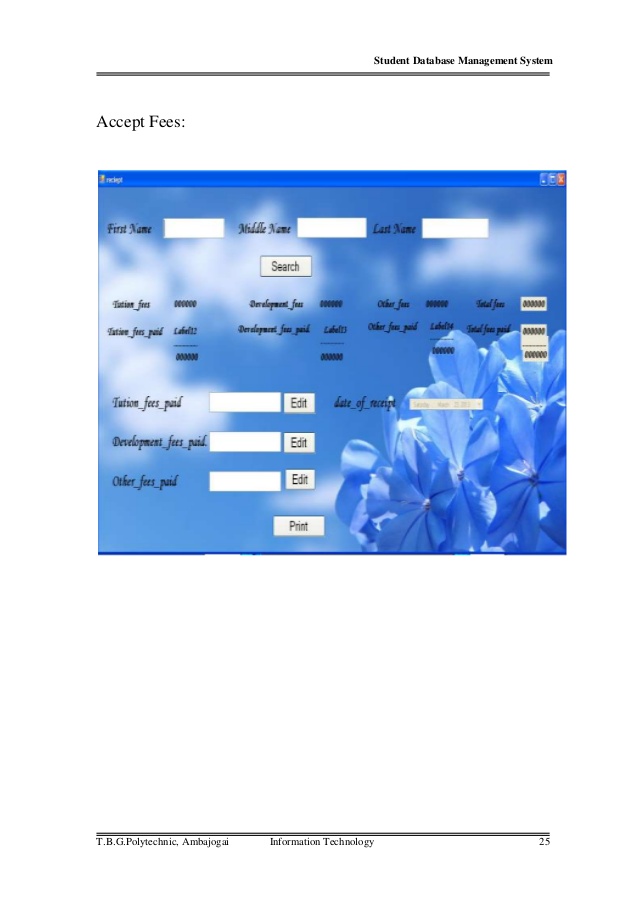 Student Database Management System
Accept Fees:
reciept
First Name Middle Name Last Name
Search
Tution_fees 000000 Development_fees 000000 Other_fees 000000 Total fees 000000
Tution_fees_paid Label12 Development_fees_paid Label13 Other_fees_paid Label14 Total fees paid 000000
-------- -------- -------- --------
000000 000000 000000 000000
Tution_fees_paid Edit date_of_receipt
Development_fees_paid. Edit
Other_fees_paid Edit
Print
T.B.G.Polytechnic, Ambajogai Information Technology 25